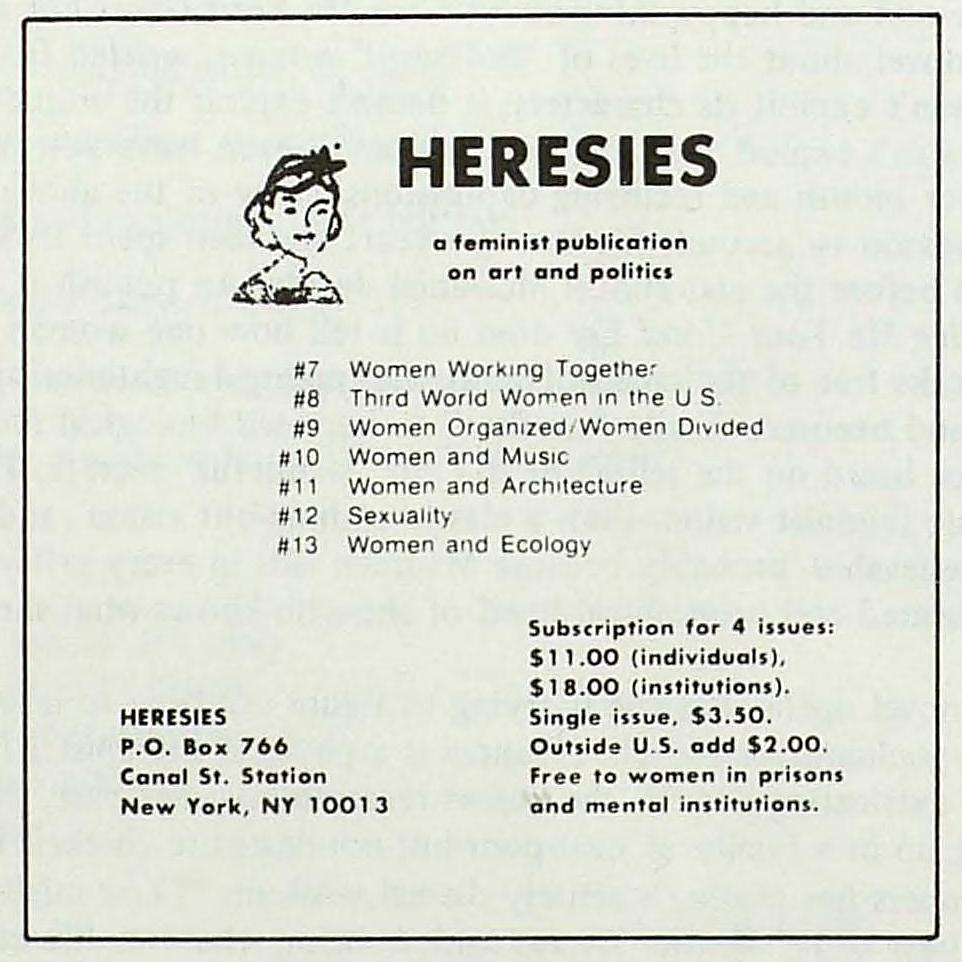 HERESIES
a feminist publication
on art and politics
#7 Women Working Together
#8 Third World Women in the U.S.
#9 Women Organized/Women Divided
#10 Women and Music
#11 Women and Architecture
#12 Sexuality
#13 Women and Ecology
HERESIES
P.O. Box 766
Canal St. Station
New York, NY 10013
Subscription for 4 issues:
$11.00 (individuals),
$18.00 (institutions).
Single issue, $3.50.
Outside U.S. add $2.00.
Free to women in prisons
and mental institutions.